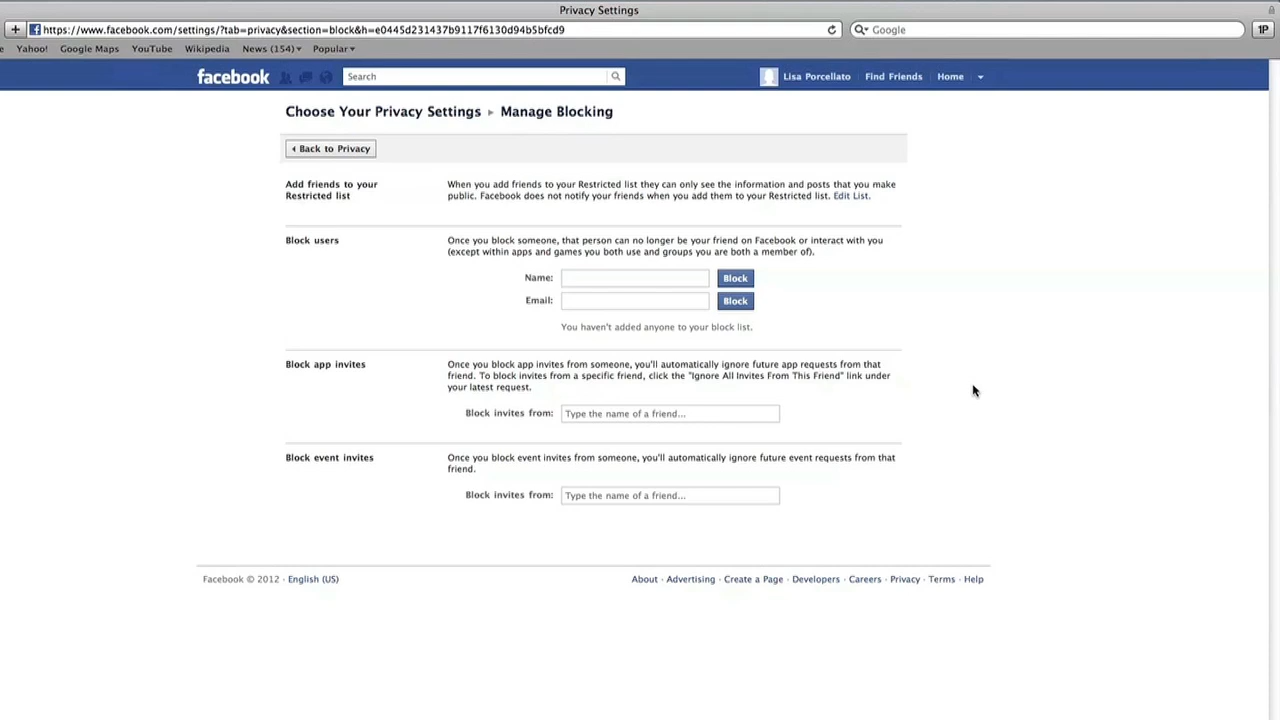 Privacy Settings
https://www.facebook.com/settings/?tab=privacy&section=block&h=e0445d231437b9117f6130d94b5bfcd9
Google
1P
Yahoo! Google Maps YouTube Wikipedia News (154) Popular
facebook Search Lisa Porcellato Find Friends Home
Choose Your Privacy Settings Manage Blocking
Back to Privacy
Add friends to your
Restricted list
When you add friends to your Restricted list they can only see the information and posts that you make
public. Facebook does not notify your friends when you add them to your Restricted list. Edit List.
Block users
Once you block someone, that person can no longer be your friend on Facebook or interact with you
(except within apps and games you both use and groups you are both a member of).
Name: Block
Email: Block
You haven't added anyone to your block list.
Block app invites
Once you block app invites from someone, you'll automatically ignore future app requests from that
friend. To block invites from a specific friend, click the "Ignore All Invites From This Friend" link under
your latest request.
Block invites from: Type the name of a friend...
Block event invites
Once you block event invites from someone, you'll automatically ignore future event requests from that
friend.
Block invites from: Type the name of a friend...
Facebook © 2012 · English (US)
About · Advertising · Create a Page · Developers · Careers · Privacy · Terms · Help